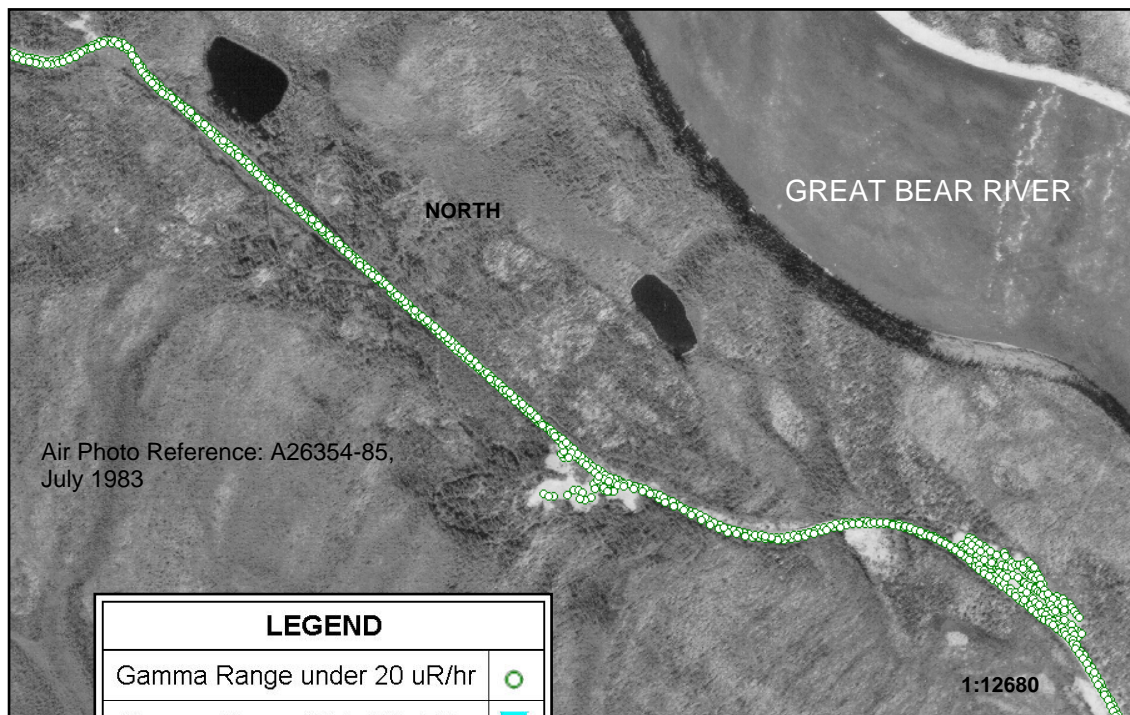 GREAT BEAR RIVER
NORTH
Air Photo Reference: A26354-85,
July 1983
LEGEND
Gamma Range under 20 uR/hr
1:12680